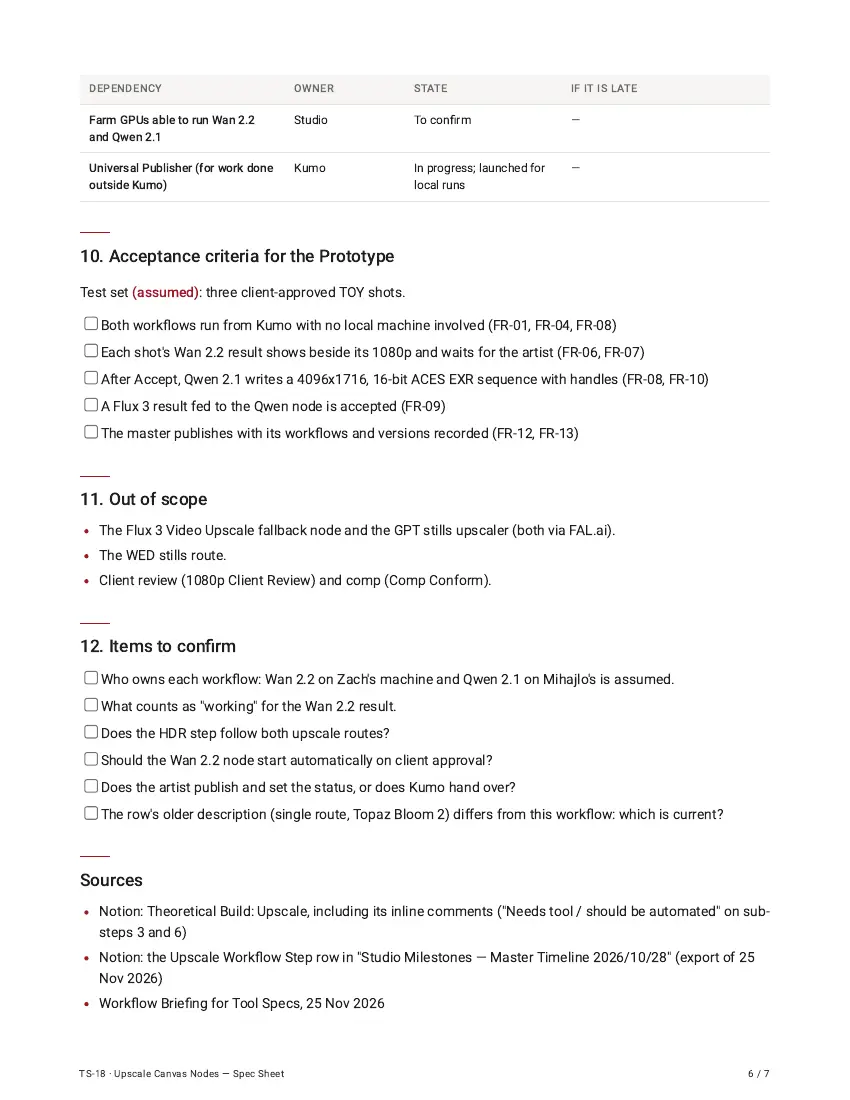 DEPENDENCY OWNER STATE IF IT IS LATE
Farm GPUs able to run Wan 2.2 Studio To confirm —
and Qwen 2.1
Universal Publisher (for work done Kumo In progress; launched for —
outside Kumo) local runs
10. Acceptance criteria for the Prototype
Test set (assumed): three client-approved TOY shots.
Both workflows run from Kumo with no local machine involved (FR-01, FR-04, FR-08)
Each shot's Wan 2.2 result shows beside its 1080p and waits for the artist (FR-06, FR-07)
After Accept, Qwen 2.1 writes a 4096x1716, 16-bit ACES EXR sequence with handles (FR-08, FR-10)
A Flux 3 result fed to the Qwen node is accepted (FR-09)
The master publishes with its workflows and versions recorded (FR-12, FR-13)
11. Out of scope
• The Flux 3 Video Upscale fallback node and the GPT stills upscaler (both via FAL.ai).
• The WED stills route.
• Client review (1080p Client Review) and comp (Comp Conform).
12. Items to confirm
Who owns each workflow: Wan 2.2 on Zach's machine and Qwen 2.1 on Mihajlo's is assumed.
What counts as "working" for the Wan 2.2 result.
Does the HDR step follow both upscale routes?
Should the Wan 2.2 node start automatically on client approval?
Does the artist publish and set the status, or does Kumo hand over?
The row's older description (single route, Topaz Bloom 2) differs from this workflow: which is current?
Sources
• Notion: Theoretical Build: Upscale, including its inline comments ("Needs tool / should be automated" on sub-
steps 3 and 6)
• Notion: the Upscale Workflow Step row in "Studio Milestones — Master Timeline 2026/10/28" (export of 25
Nov 2026)
• Workflow Briefing for Tool Specs, 25 Nov 2026
TS-18 · Upscale Canvas Nodes — Spec Sheet 6 / 7